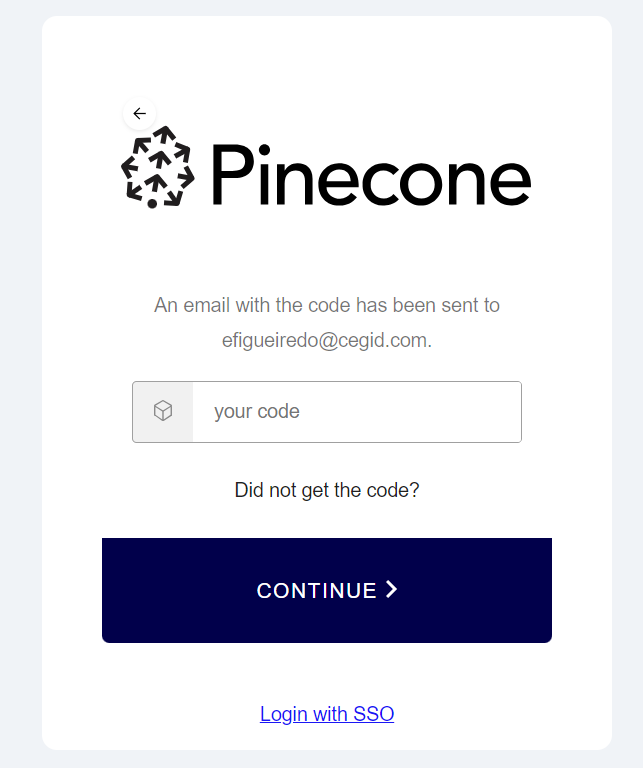 Pinecone
An email with the code has been sent to
efigueiredo@cegid.com.
your code
Did not get the code?
CONTINUE
Login with SSO